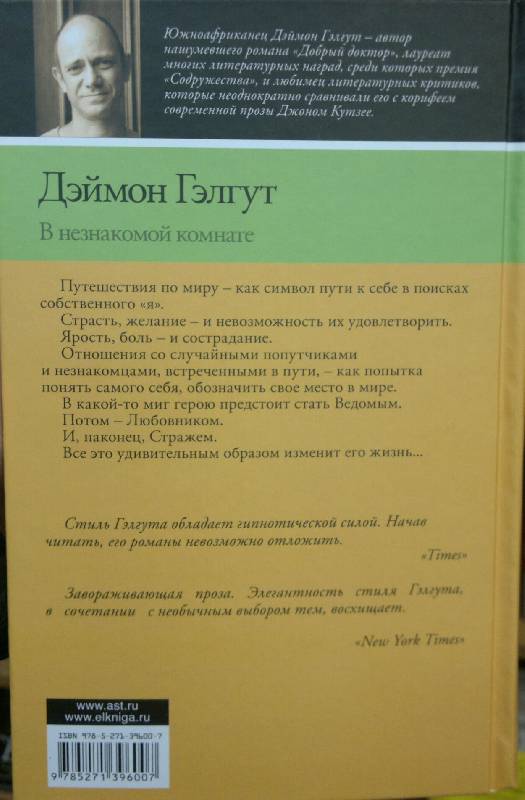 Южноафриканец Дэймон Гэлгут – автор
нашумевшего романа «Добрый доктор», лауреат
многих литературных наград, среди которых премия
«Содружества», и любимец литературных критиков,
которые неоднократно сравнивали его с корифеем
современной прозы Джоном Кутзее.
Дэймон Гэлгут
В незнакомой комнате
Путешествия по миру – как символ пути к себе в поисках
собственного «я».
Страсть, желание – и невозможность их удовлетворить.
Ярость, боль – и сострадание.
Отношения со случайными попутчиками
и незнакомцами, встреченными в пути, – как попытка
понять самого себя, обозначить свое место в мире.
В какой-то миг герою предстоит стать Ведомым.
Потом – Любовником.
И, наконец, Стражем.
Все это удивительным образом изменит его жизнь...
Стиль Гэлгута обладает гипнотической силой. Начав
читать, его романы невозможно отложить.
«Times»
Завораживающая проза. Элегантность стиля Гэлгута,
в сочетании с необычным выбором тем, восхищает.
«New York Times»
www.ast.ru
www.elkniga.ru
ISBN 978-5-271-39600-7
9 785271 396007